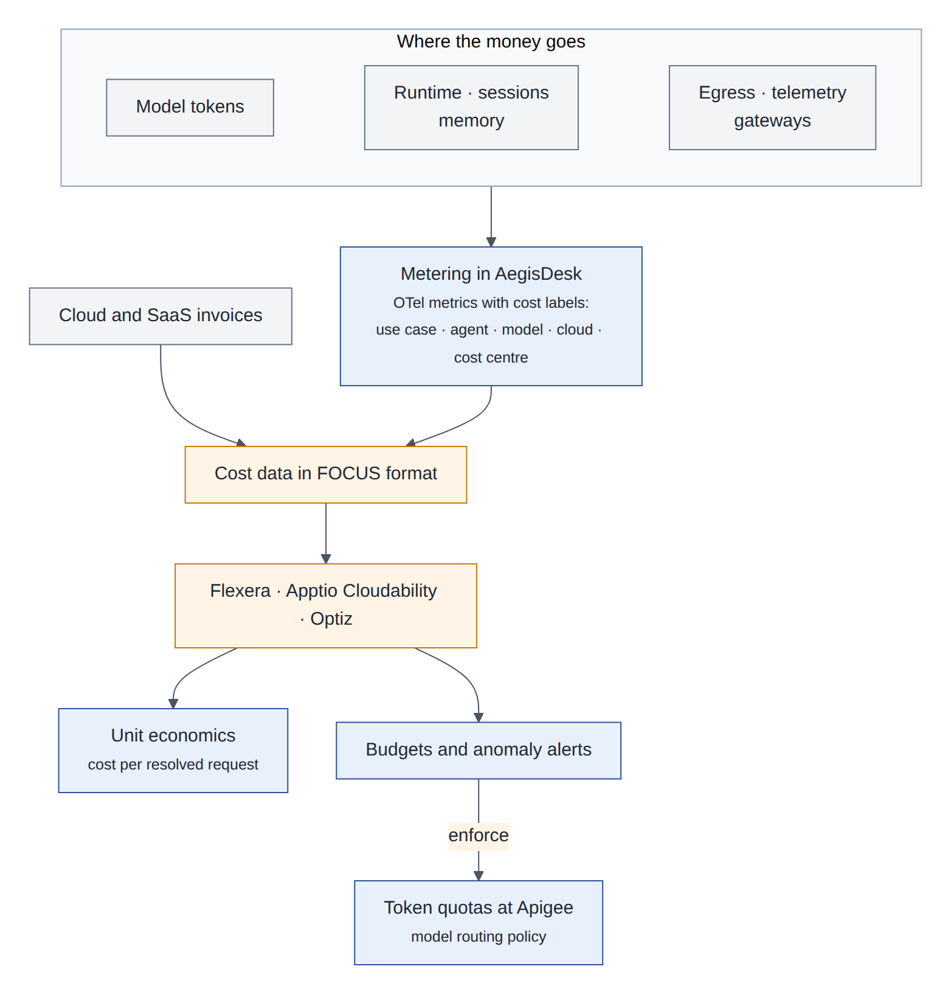 Where the money goes
Model tokens
Runtime · sessions
memory
Egress · telemetry
gateways
Metering in AegisDesk
OTel metrics with cost labels:
use case · agent · model · cloud ·
cost centre
Cloud and SaaS invoices
Cost data in FOCUS format
Flexera · Apptio Cloudability
· Optiz
Unit economics
cost per resolved request
Budgets and anomaly alerts
enforce
Token quotas at Apigee
model routing policy